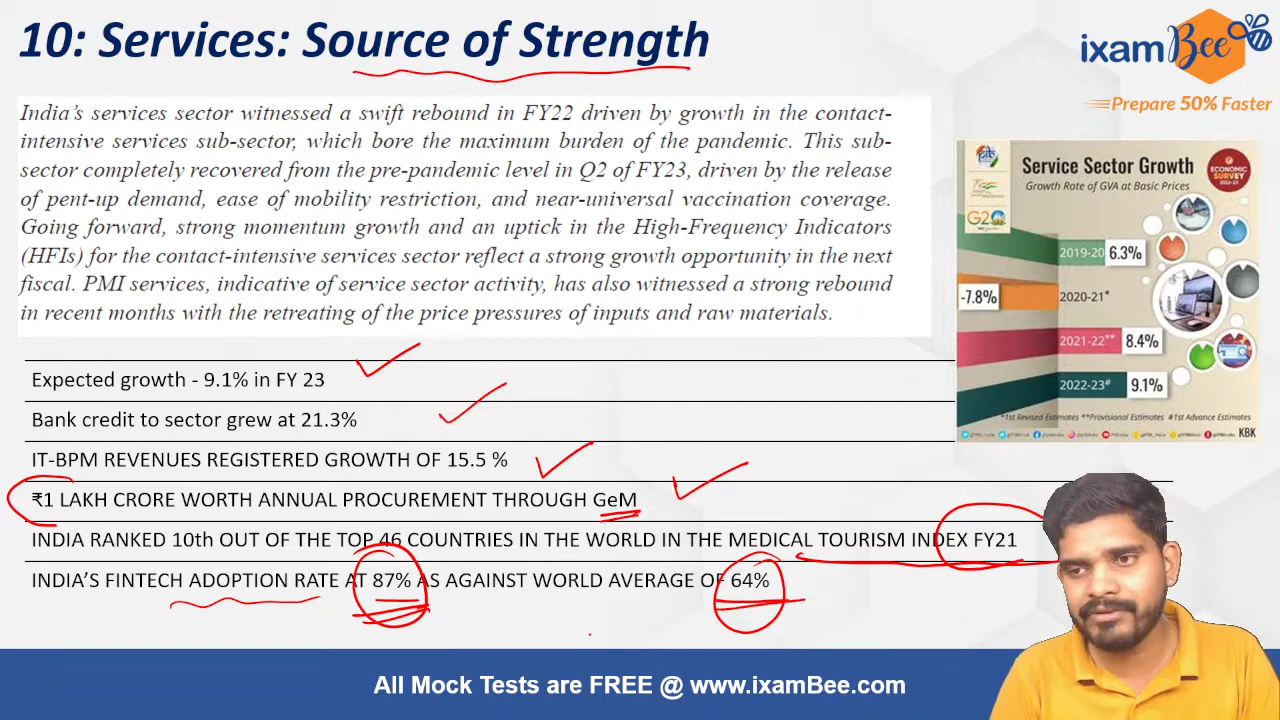 10: Services: Source of Strength
ixamBee
Prepare 50% Faster
India's services sector witnessed a swift rebound in FY22 driven by growth in the contact-
intensive services sub-sector, which bore the maximum burden of the pandemic. This sub-
sector completely recovered from the pre-pandemic level in Q2 of FY23, driven by the release
of pent-up demand, ease of mobility restriction, and near-universal vaccination coverage.
Going forward, strong momentum growth and an uptick in the High-Frequency Indicators
(HFIs) for the contact-intensive services sector reflect a strong growth opportunity in the next
fiscal. PMI services, indicative of service sector activity, has also witnessed a strong rebound
in recent months with the retreating of the price pressures of inputs and raw materials.
Service Sector Growth
Growth Rate of GVA at Basic Prices
ECONOMIC
SURVEY
2022-23
G20
2019-20 6.3%
-7.8% 2020-21*
2021-22** 8.4%
2022-23# 9.1%
*1st Revised Estimates **Provisional Estimates #1st Advance Estimates
KBK
Expected growth - 9.1% in FY 23
Bank credit to sector grew at 21.3%
IT-BPM REVENUES REGISTERED GROWTH OF 15.5 %
₹1 LAKH CRORE WORTH ANNUAL PROCUREMENT THROUGH GeM
INDIA RANKED 10th OUT OF THE TOP 46 COUNTRIES IN THE WORLD IN THE MEDICAL TOURISM INDEX FY21
INDIA'S FINTECH ADOPTION RATE AT 87% AS AGAINST WORLD AVERAGE OF 64%
All Mock Tests are FREE @ www.ixamBee.com